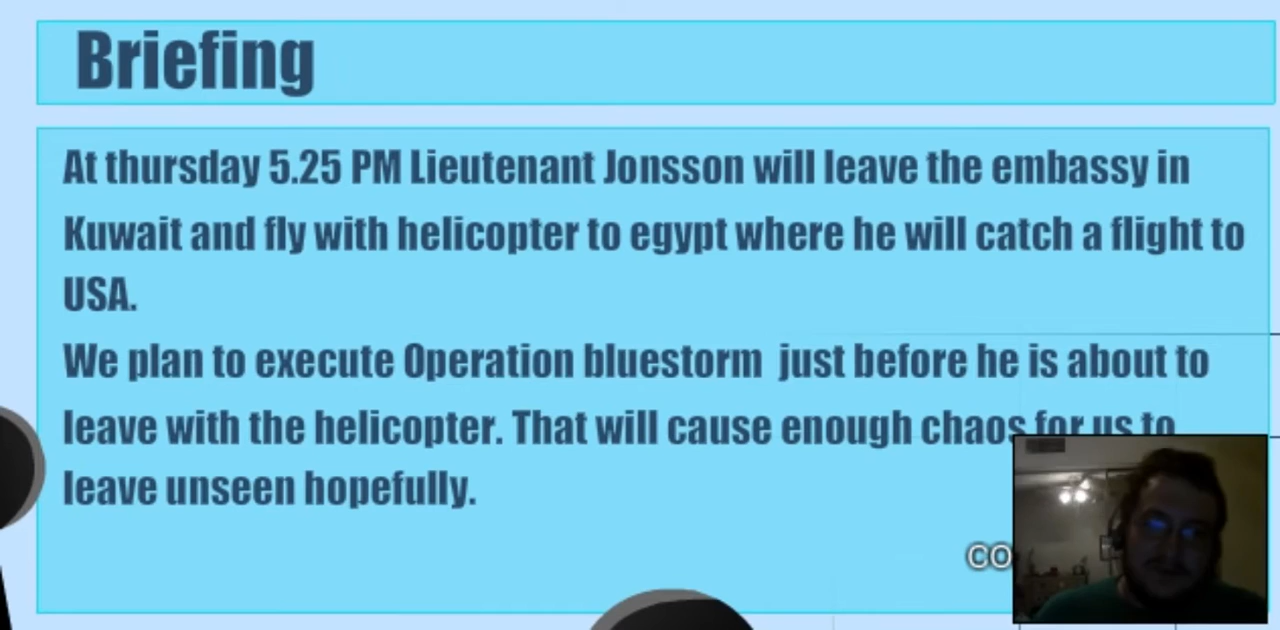 Briefing
At thursday 5.25 PM Lieutenant Jonsson will leave the embassy in
Kuwait and fly with helicopter to egypt where he will catch a flight to
USA.
We plan to execute Operation bluestorm  just before he is about to
leave with the helicopter. That will cause enough chaos for us to
leave unseen hopefully.